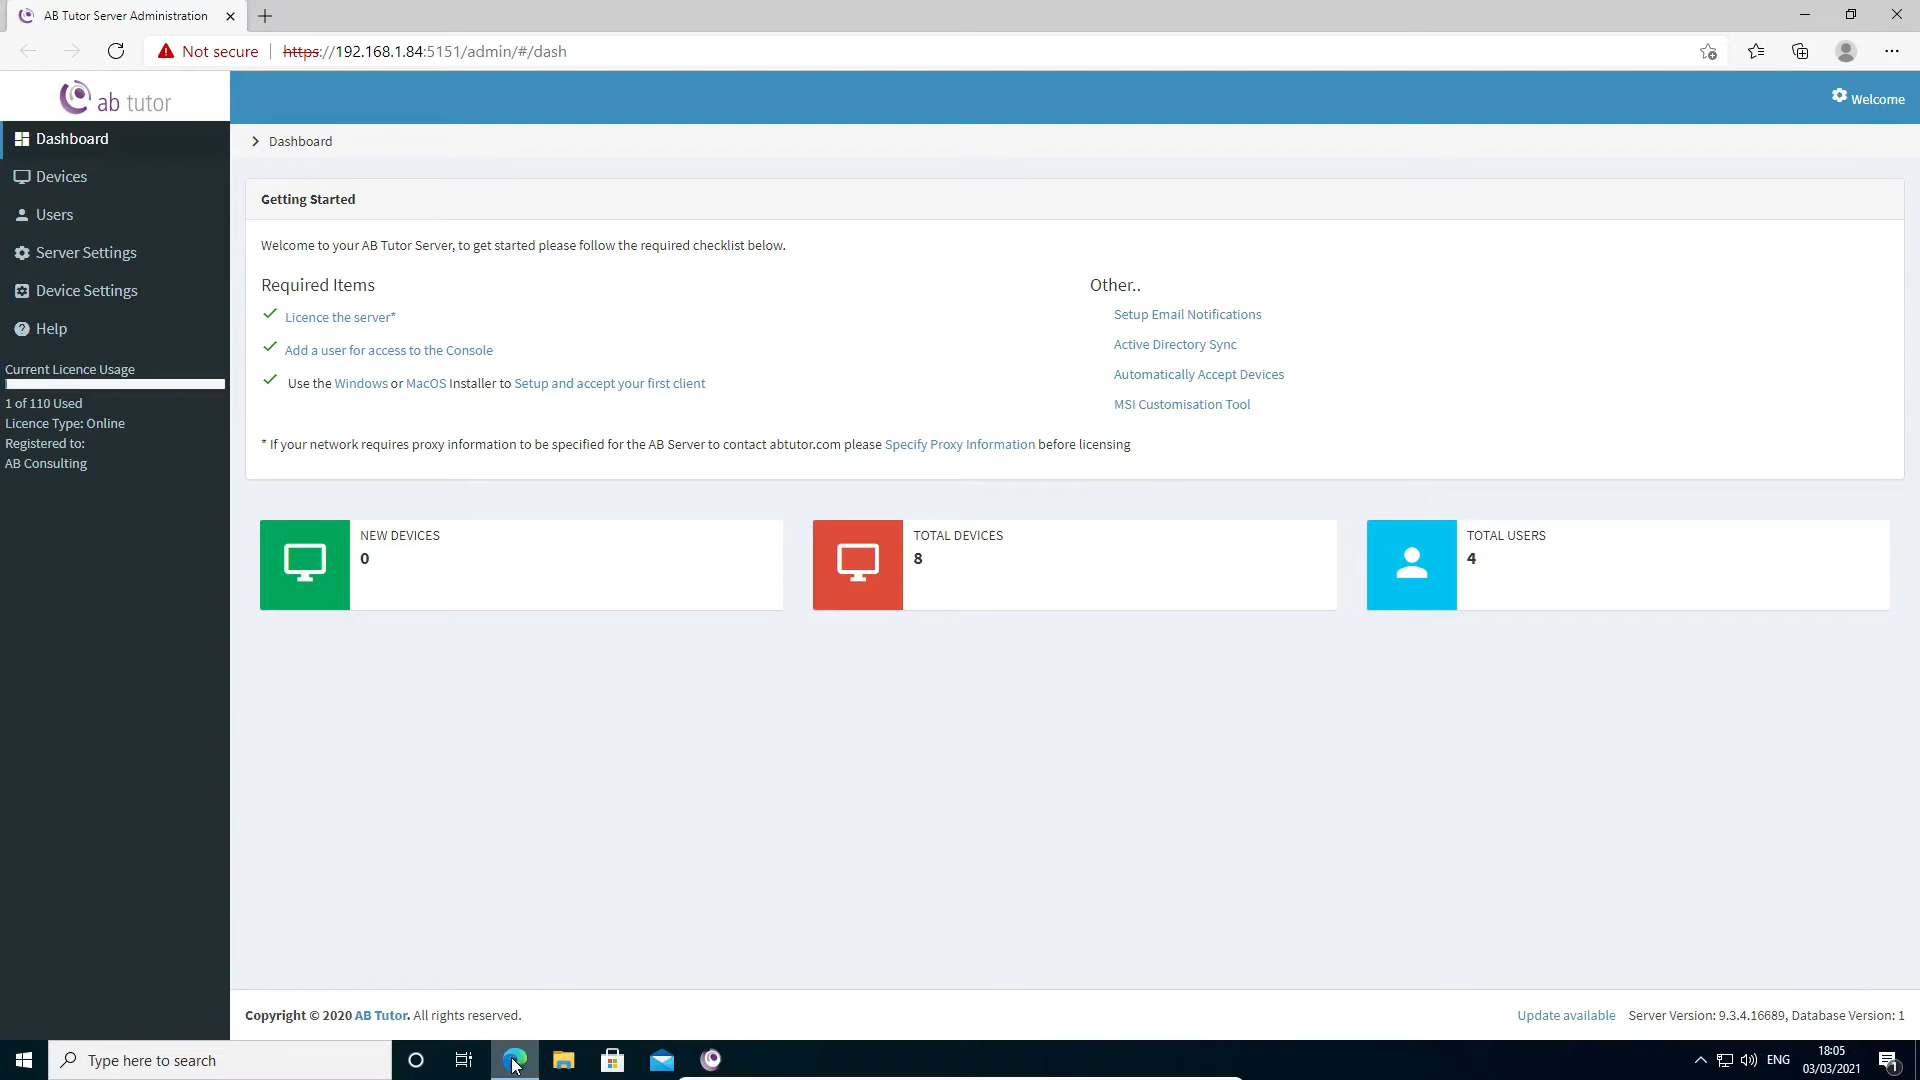 AB Tutor Server Administration
Not secure
https://192.168.1.84:5151/admin/#/dash
ab tutor
Welcome
Dashboard
Devices
Users
Server Settings
Device Settings
Help
Current Licence Usage
1 of 110 Used
Licence Type: Online
Registered to:
AB Consulting
Dashboard
Getting Started
Welcome to your AB Tutor Server, to get started please follow the required checklist below.
Required Items
Licence the server*
Add a user for access to the Console
Use the Windows or MacOS Installer to Setup and accept your first client
Other..
Setup Email Notifications
Active Directory Sync
Automatically Accept Devices
MSI Customisation Tool
* If your network requires proxy information to be specified for the AB Server to contact abtutor.com please Specify Proxy Information before licensing
NEW DEVICES
0
TOTAL DEVICES
8
TOTAL USERS
4
Copyright © 2020 AB Tutor. All rights reserved.
Update available Server Version: 9.3.4.16689, Database Version: 1
Type here to search
ENG
18:05
03/03/2021
1